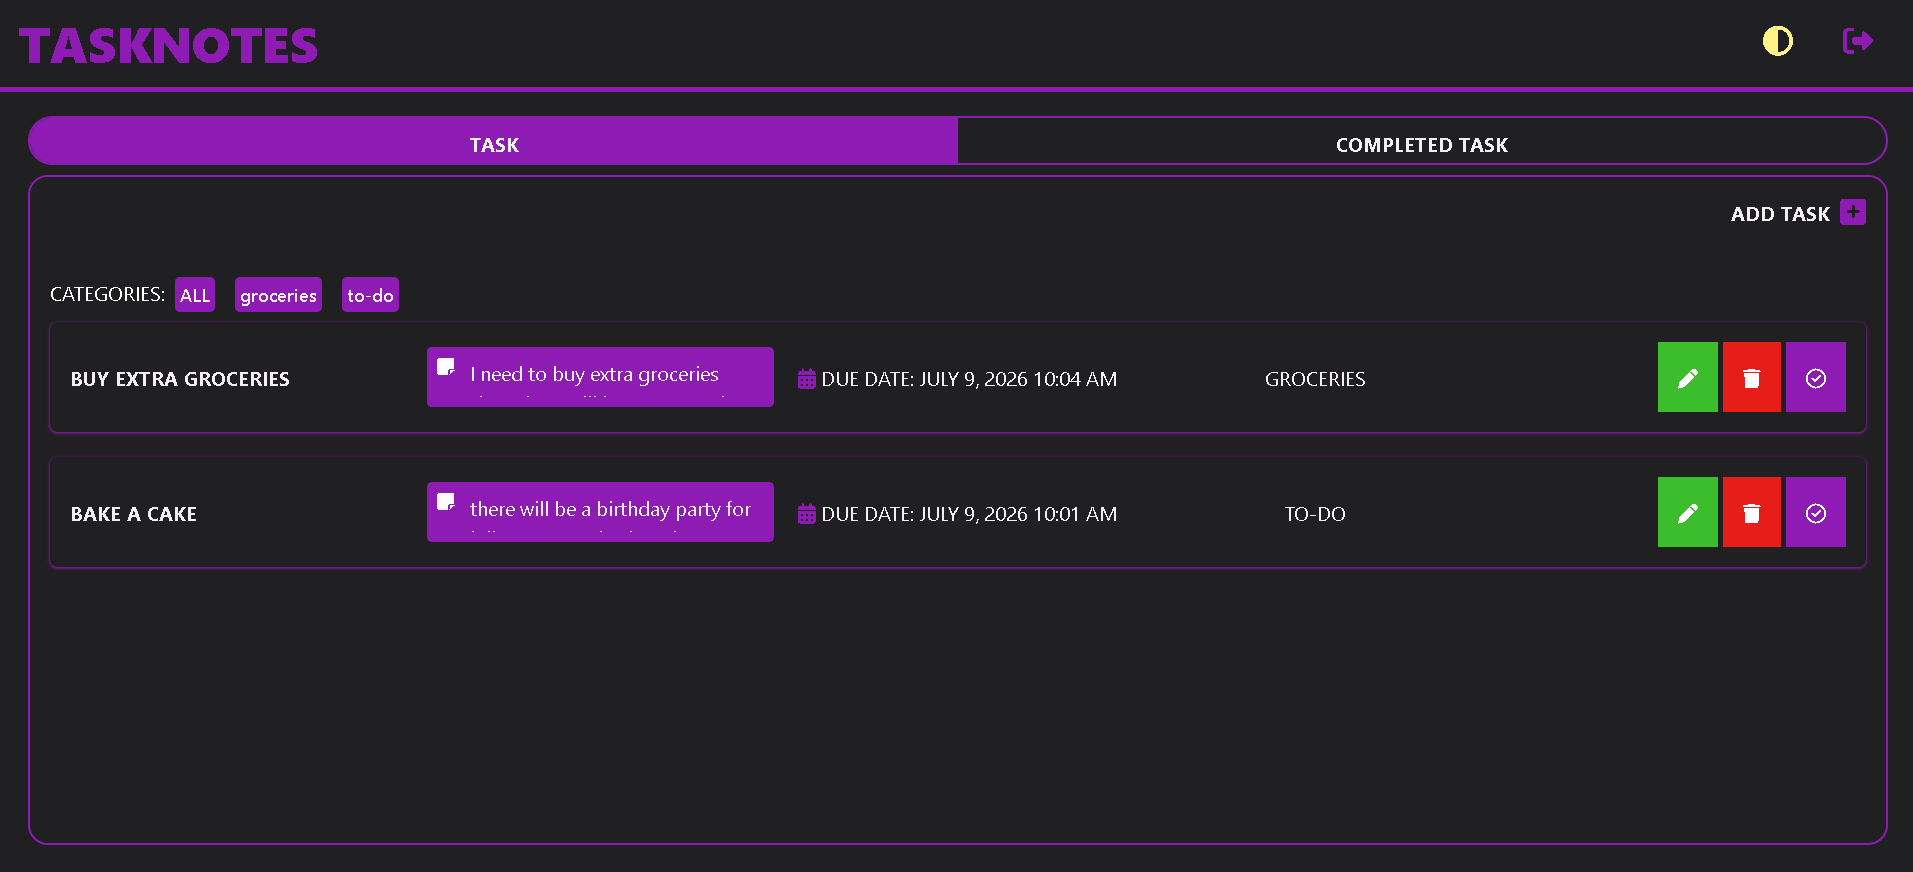 TASKNOTES
TASK
COMPLETED TASK
ADD TASK
CATEGORIES: ALL groceries to-do
BUY EXTRA GROCERIES
I need to buy extra groceries
DUE DATE: JULY 9, 2026 10:04 AM
GROCERIES
BAKE A CAKE
there will be a birthday party for
DUE DATE: JULY 9, 2026 10:01 AM
TO-DO